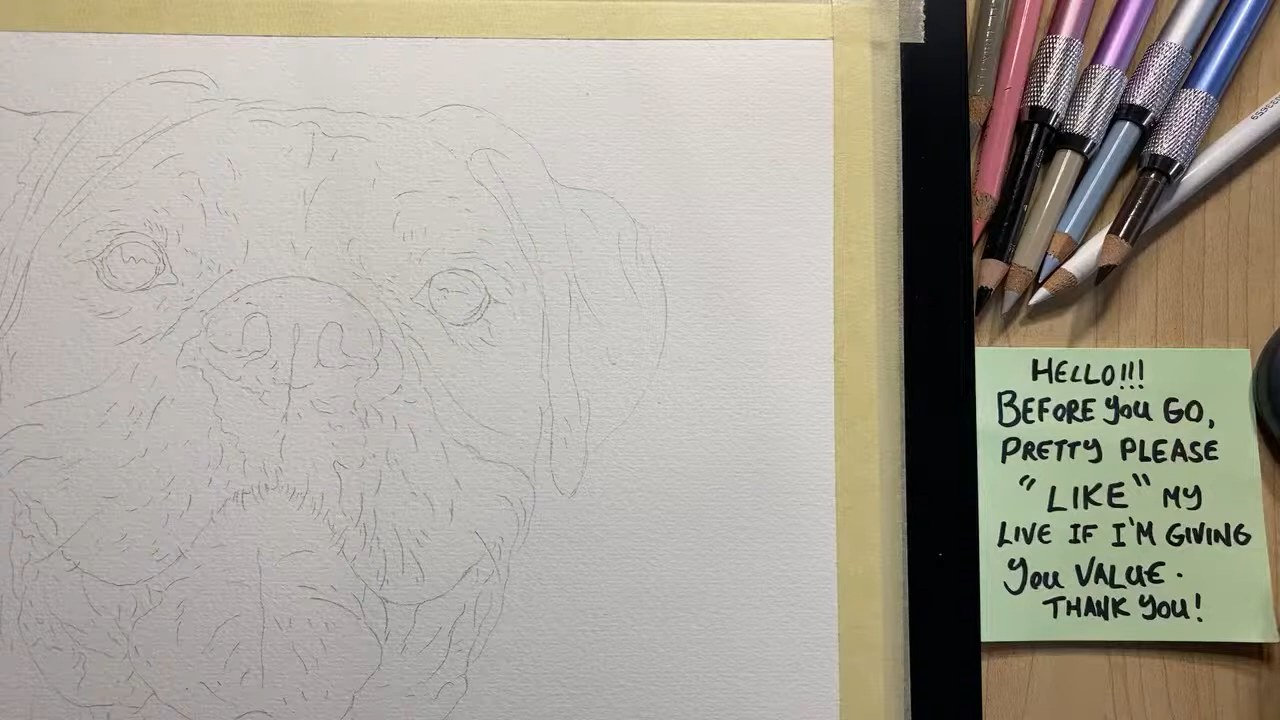 HELLO!!!
BEFORE YOU GO,
PRETTY PLEASE
"LIKE" MY
LIVE IF I'M GIVING
YOU VALUE.
THANK YOU!